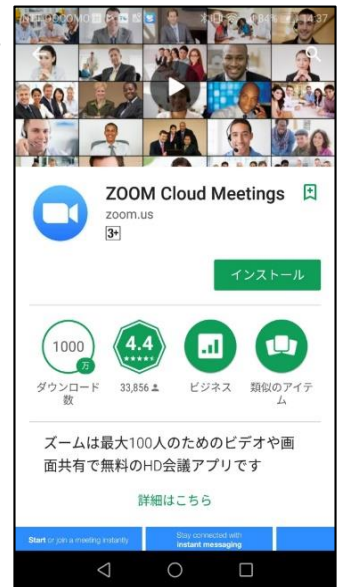 DOCOMO
84%
14:37
ZOOM Cloud Meetings
zoom.us
3+
インストール
1000
万
4.4
ダウンロード
数
33,856
ビジネス
類似のアイテ
ム
ズームは最大100人のためのビデオや画
面共有で無料のHD会議アプリです
詳細はこちら
Start or join a meeting instantly
Stay connected with
instant messaging